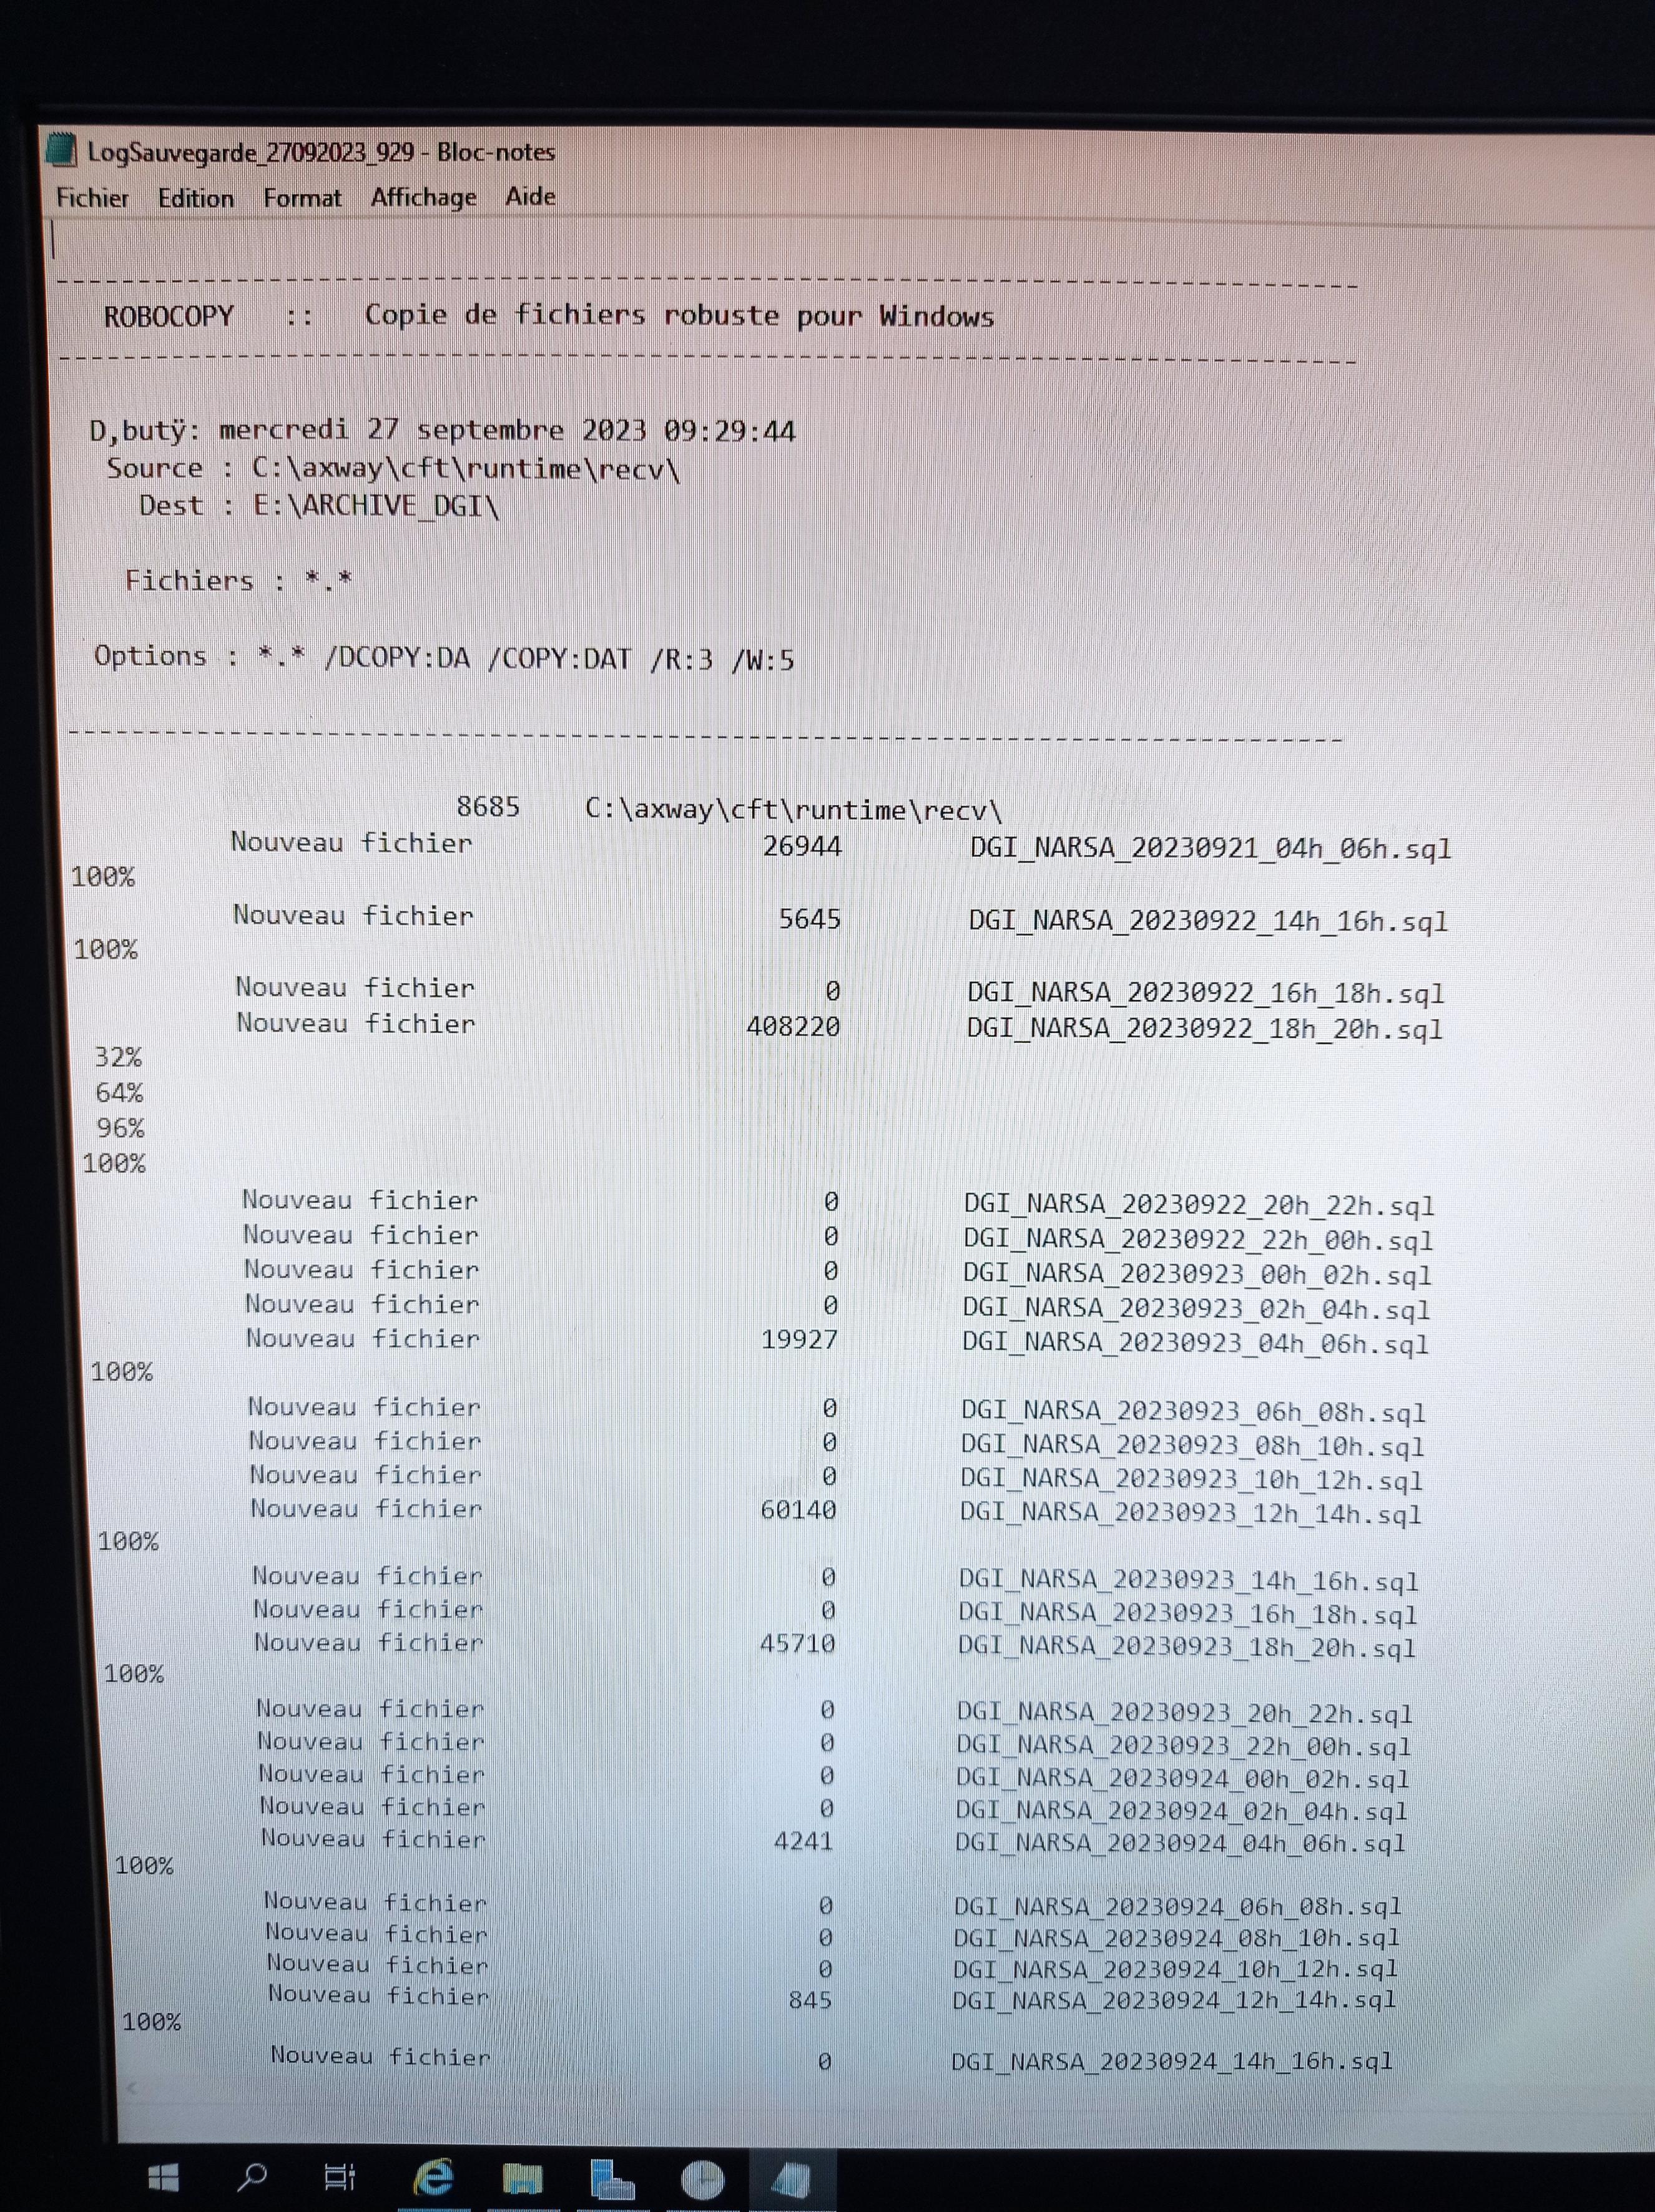 LogSauvegarde_27092023_929 - Bloc-notes
Fichier Edition Format Affichage Aide
-------------------------------------------------------------------------------
ROBOCOPY :: Copie de fichiers robuste pour Windows
-------------------------------------------------------------------------------
D,butÿ: mercredi 27 septembre 2023 09:29:44
Source : C:\axway\cft\runtime\recv\
Dest : E:\ARCHIVE_DGI\
Fichiers : *.*
Options : *.* /DCOPY:DA /COPY:DAT /R:3 /W:5
-------------------------------------------------------------------------------
8685 C:\axway\cft\runtime\recv\
Nouveau fichier 26944 DGI_NARSA_20230921_04h_06h.sql
100%
Nouveau fichier 5645 DGI_NARSA_20230922_14h_16h.sql
100%
Nouveau fichier 0 DGI_NARSA_20230922_16h_18h.sql
Nouveau fichier 408220 DGI_NARSA_20230922_18h_20h.sql
32%
64%
96%
100%
Nouveau fichier 0 DGI_NARSA_20230922_20h_22h.sql
Nouveau fichier 0 DGI_NARSA_20230922_22h_00h.sql
Nouveau fichier 0 DGI_NARSA_20230923_00h_02h.sql
Nouveau fichier 0 DGI_NARSA_20230923_02h_04h.sql
Nouveau fichier 19927 DGI_NARSA_20230923_04h_06h.sql
100%
Nouveau fichier 0 DGI_NARSA_20230923_06h_08h.sql
Nouveau fichier 0 DGI_NARSA_20230923_08h_10h.sql
Nouveau fichier 0 DGI_NARSA_20230923_10h_12h.sql
Nouveau fichier 60140 DGI_NARSA_20230923_12h_14h.sql
100%
Nouveau fichier 0 DGI_NARSA_20230923_14h_16h.sql
Nouveau fichier 0 DGI_NARSA_20230923_16h_18h.sql
Nouveau fichier 45710 DGI_NARSA_20230923_18h_20h.sql
100%
Nouveau fichier 0 DGI_NARSA_20230923_20h_22h.sql
Nouveau fichier 0 DGI_NARSA_20230923_22h_00h.sql
Nouveau fichier 0 DGI_NARSA_20230924_00h_02h.sql
Nouveau fichier 0 DGI_NARSA_20230924_02h_04h.sql
Nouveau fichier 4241 DGI_NARSA_20230924_04h_06h.sql
100%
Nouveau fichier 0 DGI_NARSA_20230924_06h_08h.sql
Nouveau fichier 0 DGI_NARSA_20230924_08h_10h.sql
Nouveau fichier 0 DGI_NARSA_20230924_10h_12h.sql
Nouveau fichier 845 DGI_NARSA_20230924_12h_14h.sql
100%
Nouveau fichier 0 DGI_NARSA_20230924_14h_16h.sql